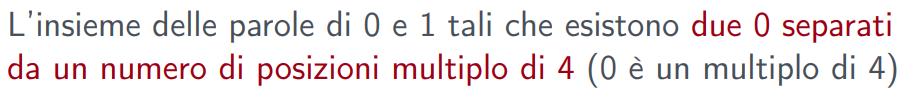 L'insieme delle parole di 0 e 1 tali che esistono due 0 separati
da un numero di posizioni multiplo di 4 (0 è un multiplo di 4)